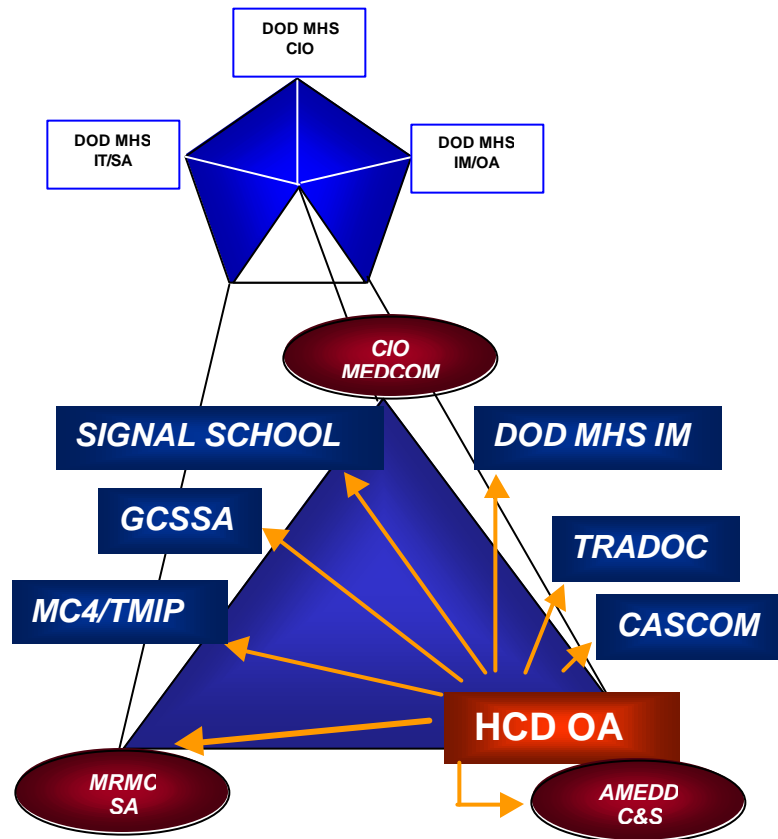 DOD MHS
CIO
DOD MHS
IT/SA
DOD MHS
IM/OA
CIO
MEDCOM
SIGNAL SCHOOL
DOD MHS IM
GCSSA
TRADOC
MC4/TMIP
CASCOM
HCD OA
MRMC
SA
AMEDD
C&S